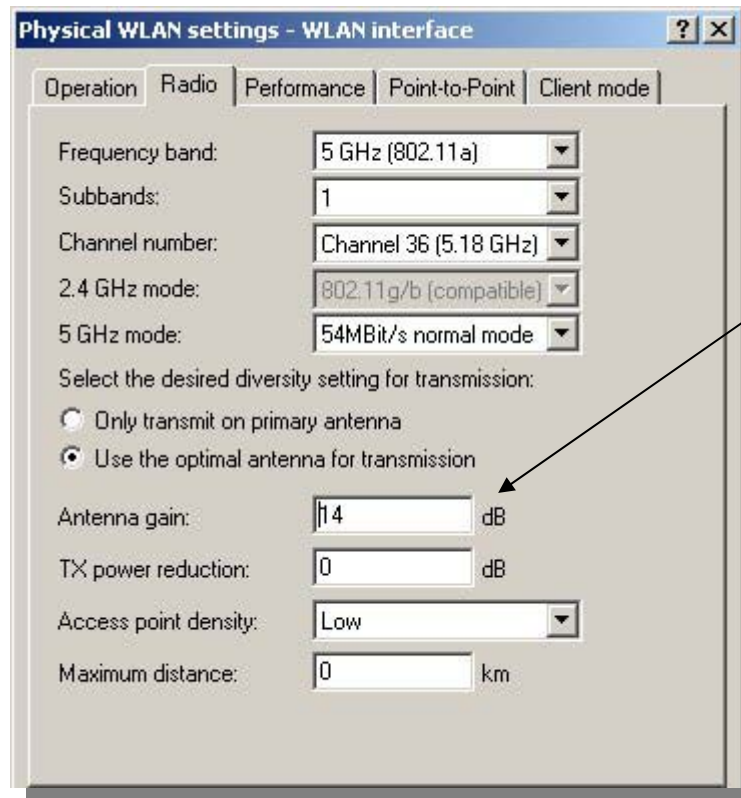 Physical WLAN settings - WLAN interface ? ×
Operation Radio Performance Point-to-Point Client mode
Frequency band: 5 GHz (802.11a)
Subbands: 1
Channel number: Channel 36 (5.18 GHz)
2.4 GHz mode: 802.11g/b (compatible)
5 GHz mode: 54MBit/s normal mode
Select the desired diversity setting for transmission:
Only transmit on primary antenna
Use the optimal antenna for transmission
Antenna gain: 14 dB
TX power reduction: 0 dB
Access point density: Low
Maximum distance: 0 km